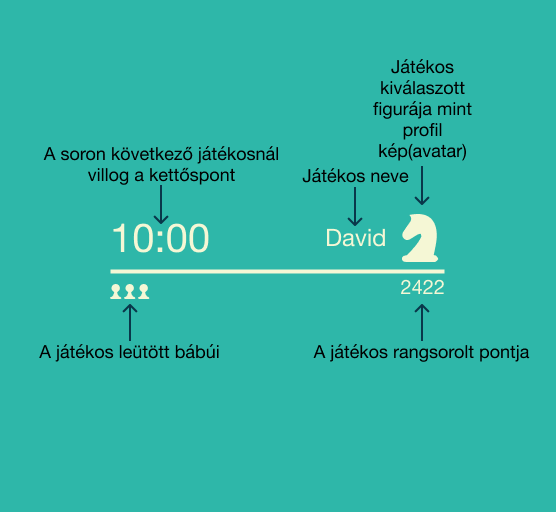 Játékos
kiválaszott
figurája mint
profil
kép(avatar)
A soron következő játékosnál
villog a kettőspont
Játékos neve
10:00
David
2422
A játékos leütött bábúi
A játékos rangsorolt pontja